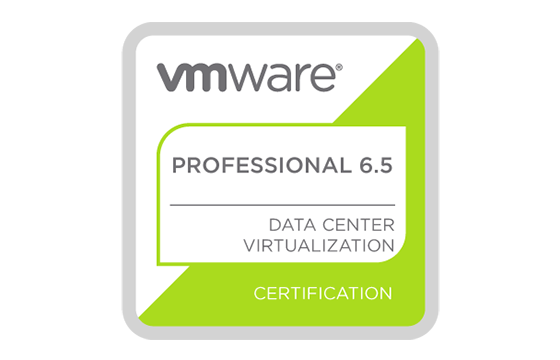 vmware®
PROFESSIONAL 6.5
DATA CENTER
VIRTUALIZATION
CERTIFICATION